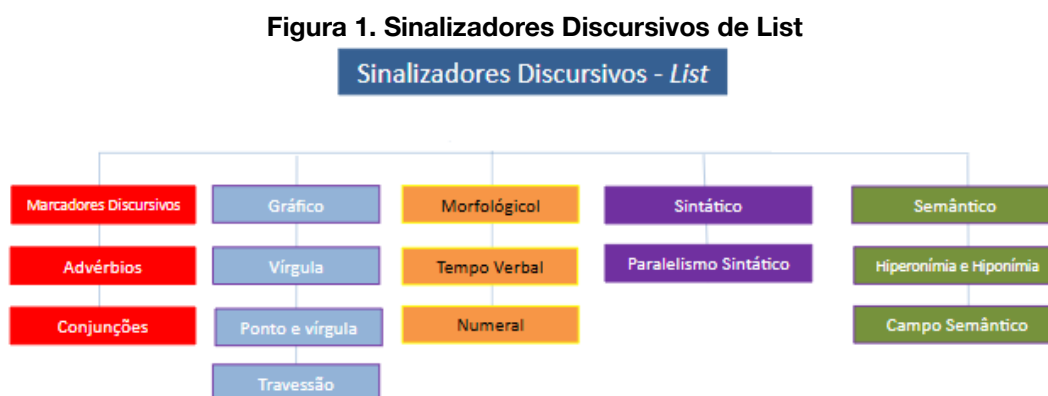 Figura 1. Sinalizadores Discursivos de List
Sinalizadores Discursivos - List
Marcadores Discursivos
Gráfico
Morfológicol
Sintático
Semântico
Advérbios
Vírgula
Tempo Verbal
Paralelismo Sintático
Hiperonímia e Hiponímia
Conjunções
Ponto e vírgula
Numeral
Campo Semântico
Travessão